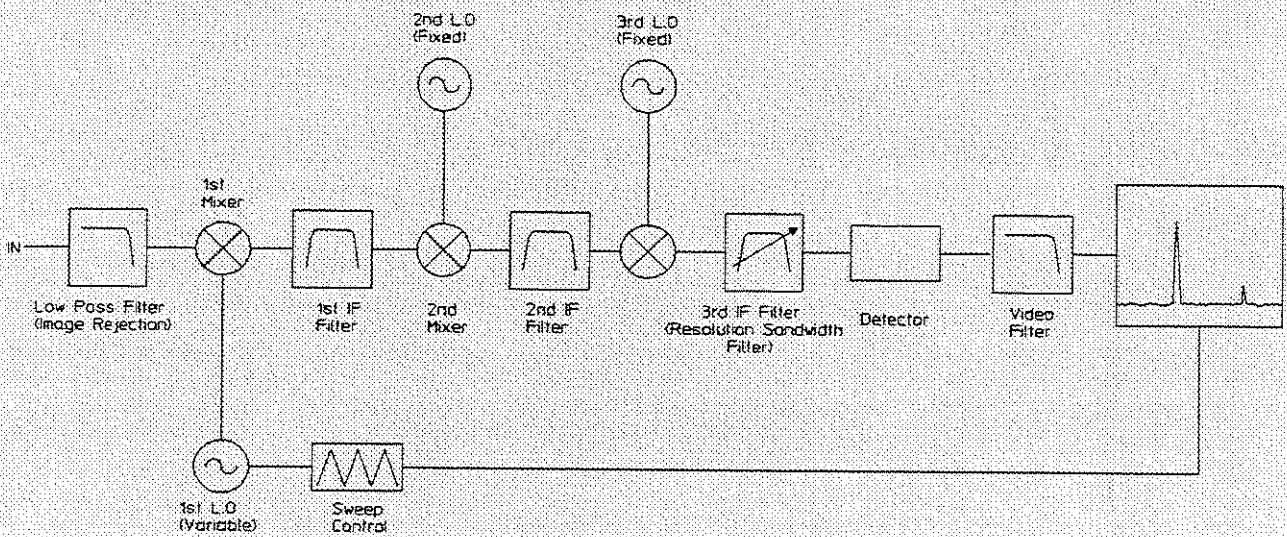 2nd L.O
(Fixed)
3rd L.O
(Fixed)
1st
Mixer
IN
Low Pass Filter
(Image Rejection)
1st IF
Filter
2nd
Mixer
2nd IF
Filter
3rd IF Filter
(Resolution Sandwidth
Filter)
Detector
Video
Filter
1st L.O
(Variable)
Sweep
Control